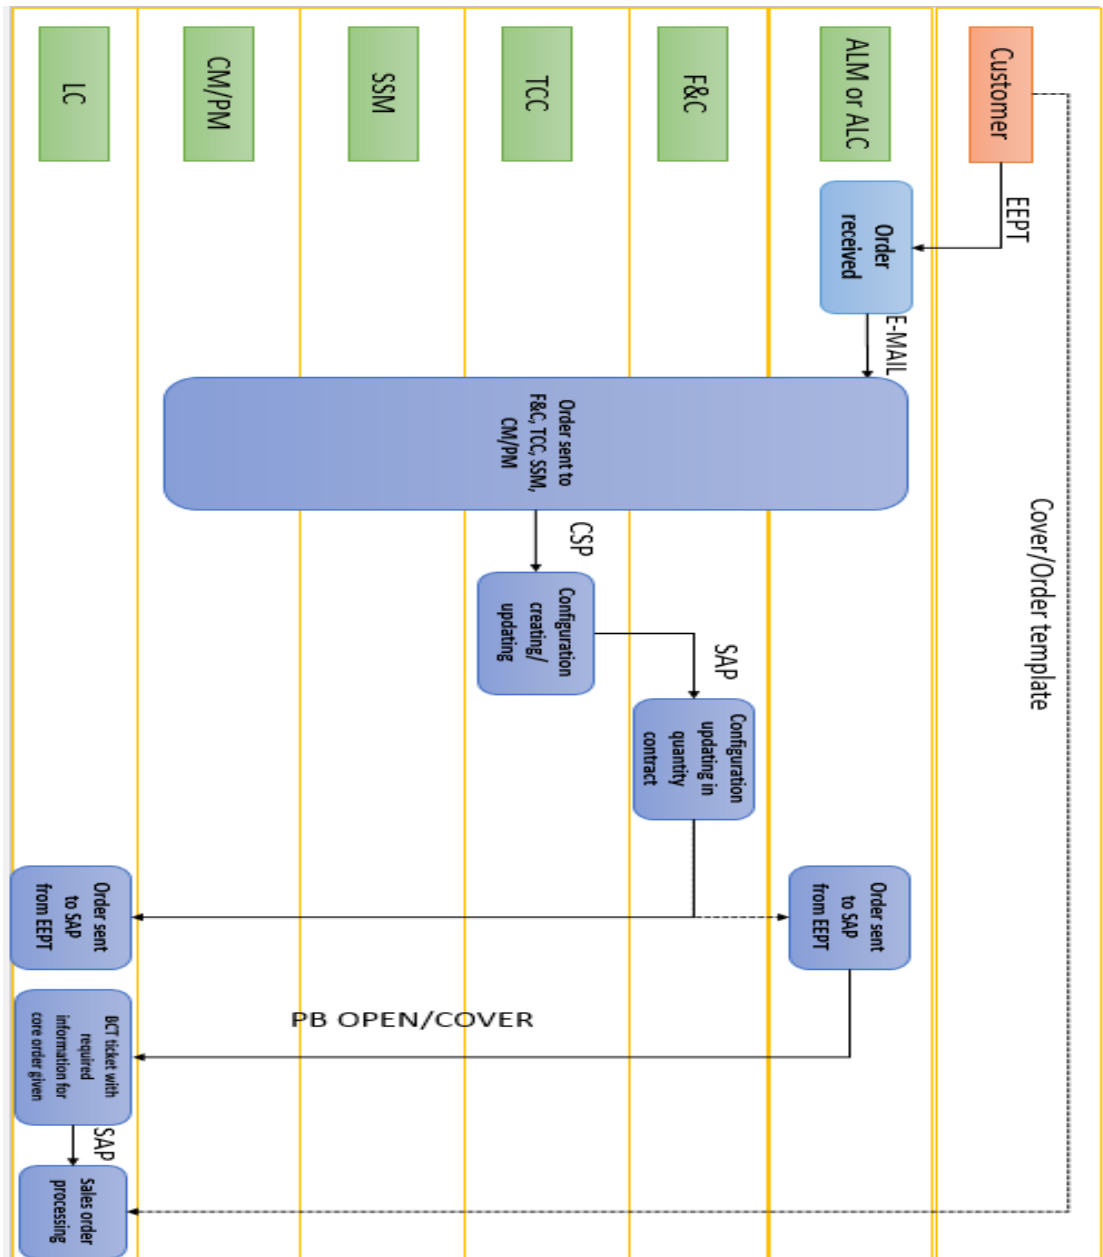 Customer
ALM or ALC
F&C
TCC
SSM
CM/PM
LC
EEPT
Order
received
E-MAIL
Order sent to
F&C, TCC, SSM,
CM/PM
CSP
Configuration
creating/
updating
SAP
Configuration
updating in
quantity
contract
Order sent
to SAP
from EEPT
Order sent
to SAP
from EEPT
PB OPEN/COVER
BCT ticket with
required
information for
core order given
SAP
Sales order
processing
Cover/Order template